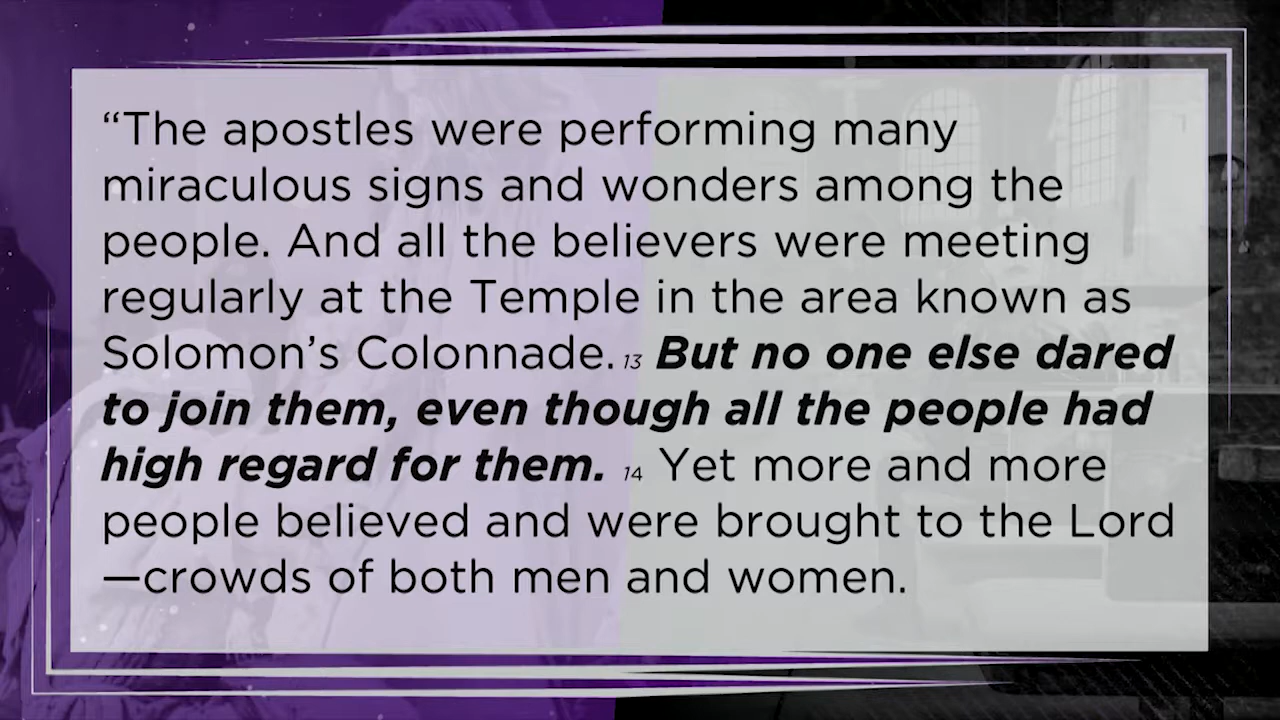 “The apostles were performing many
miraculous signs and wonders among the
people. And all the believers were meeting
regularly at the Temple in the area known as
Solomon’s Colonnade. 13 But no one else dared
to join them, even though all the people had
high regard for them. 14 Yet more and more
people believed and were brought to the Lord
—crowds of both men and women.